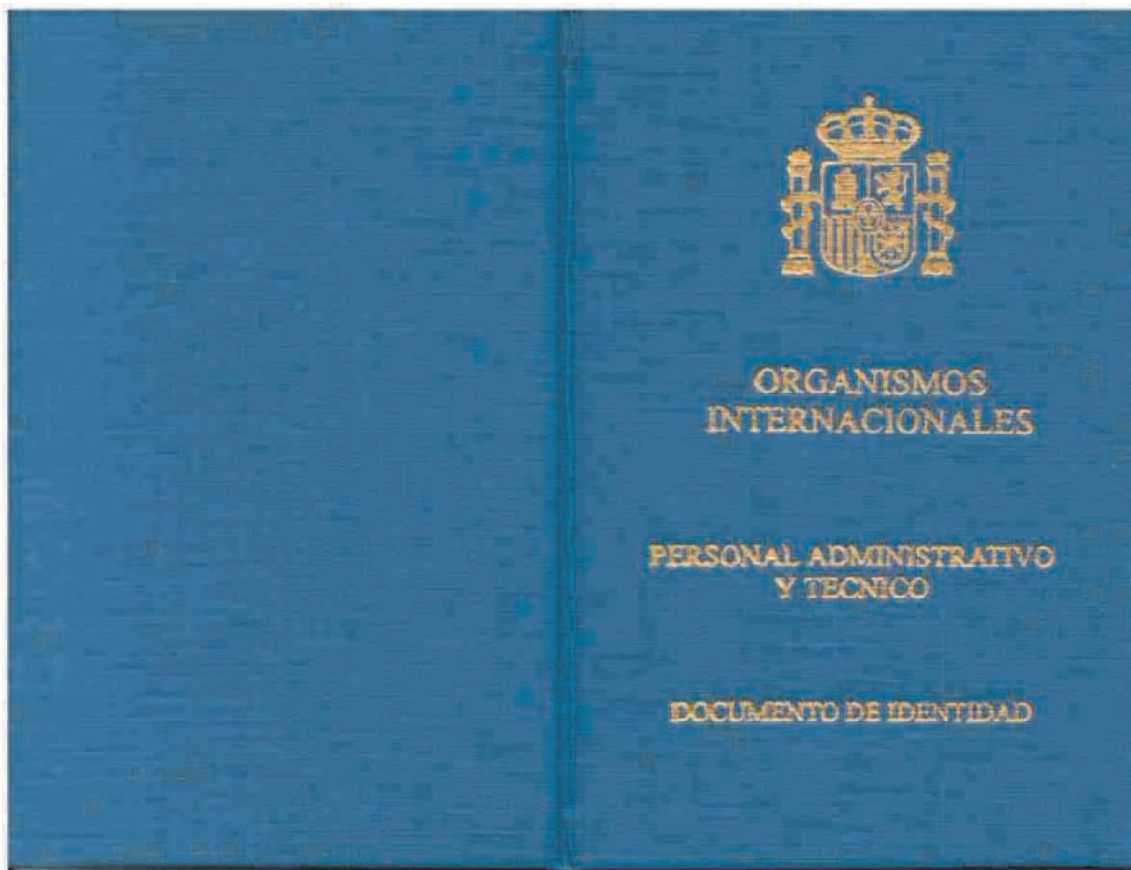 ORGANISMOS
INTERNACIONALES
PERSONAL ADMINISTRATIVO
Y TECNICO
DOCUMENTO DE IDENTIDAD